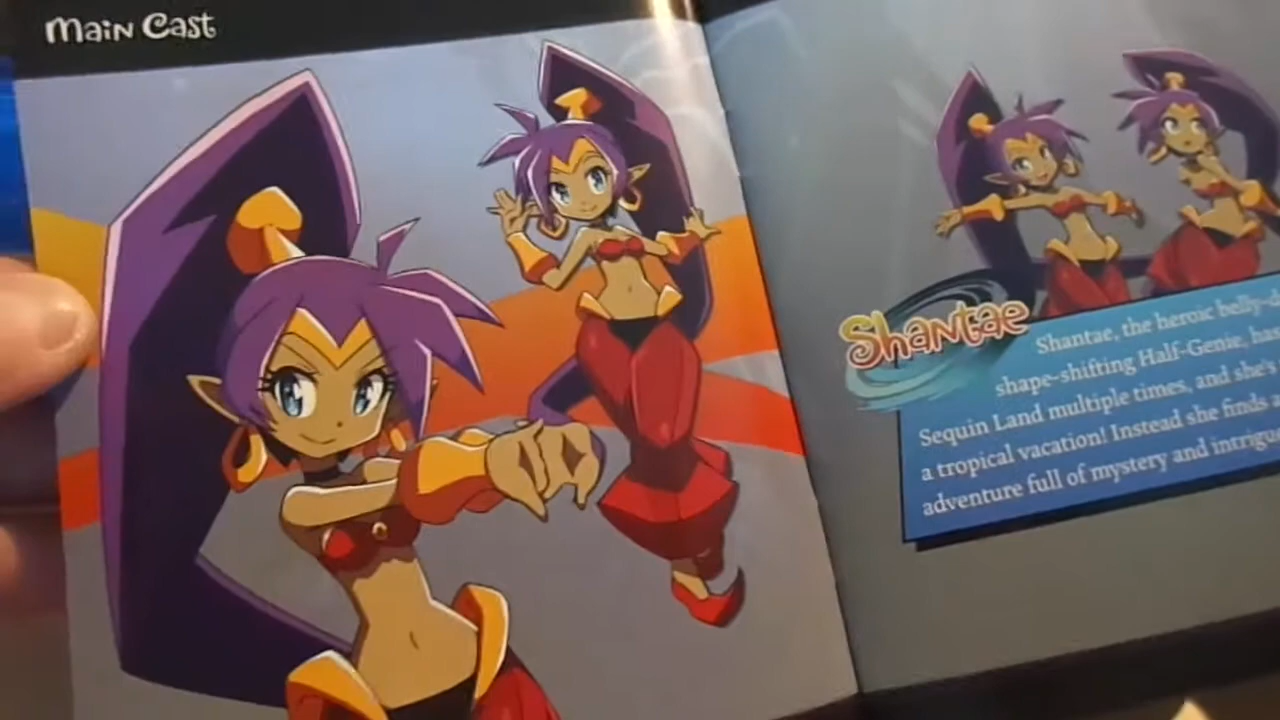 Main Cast
Shantae
Shantae, the heroic belly-d
shape-shifting Half-Genie, has
Sequin Land multiple times, and she's
a tropical vacation! Instead she finds a
adventure full of mystery and intrigu